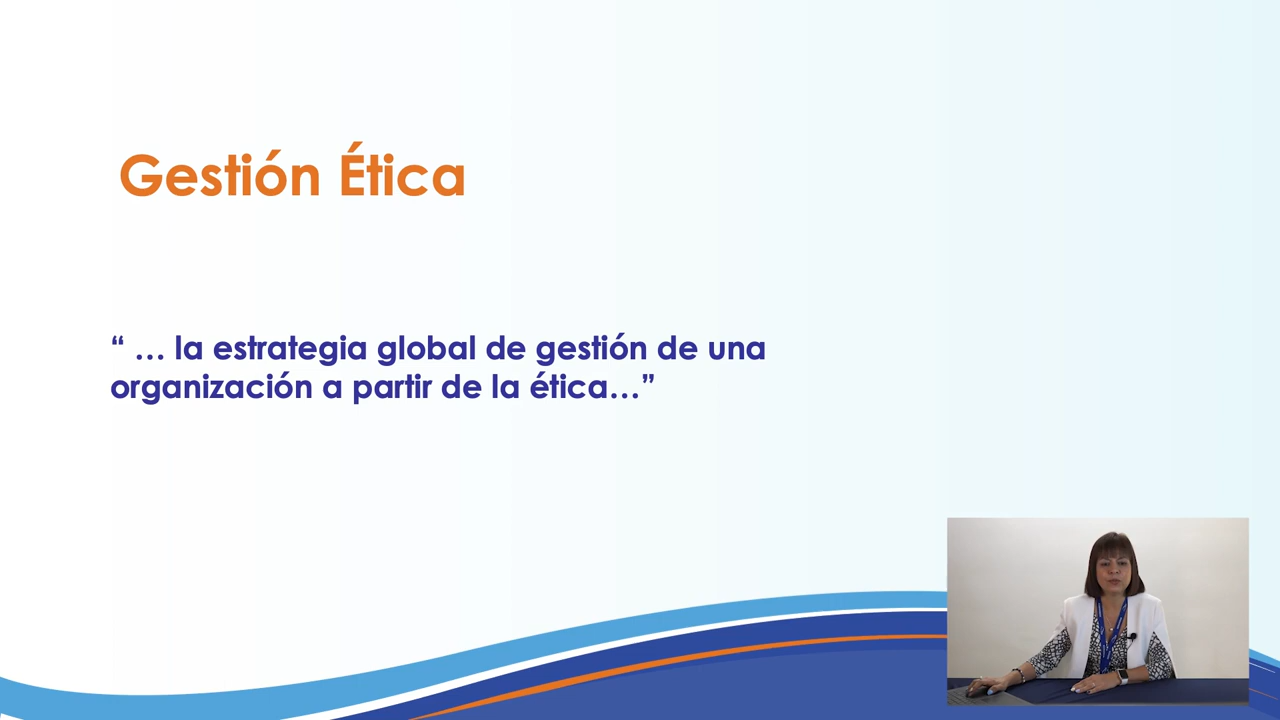 Gestión Ética
“ … la estrategia global de gestión de una
organización a partir de la ética…”